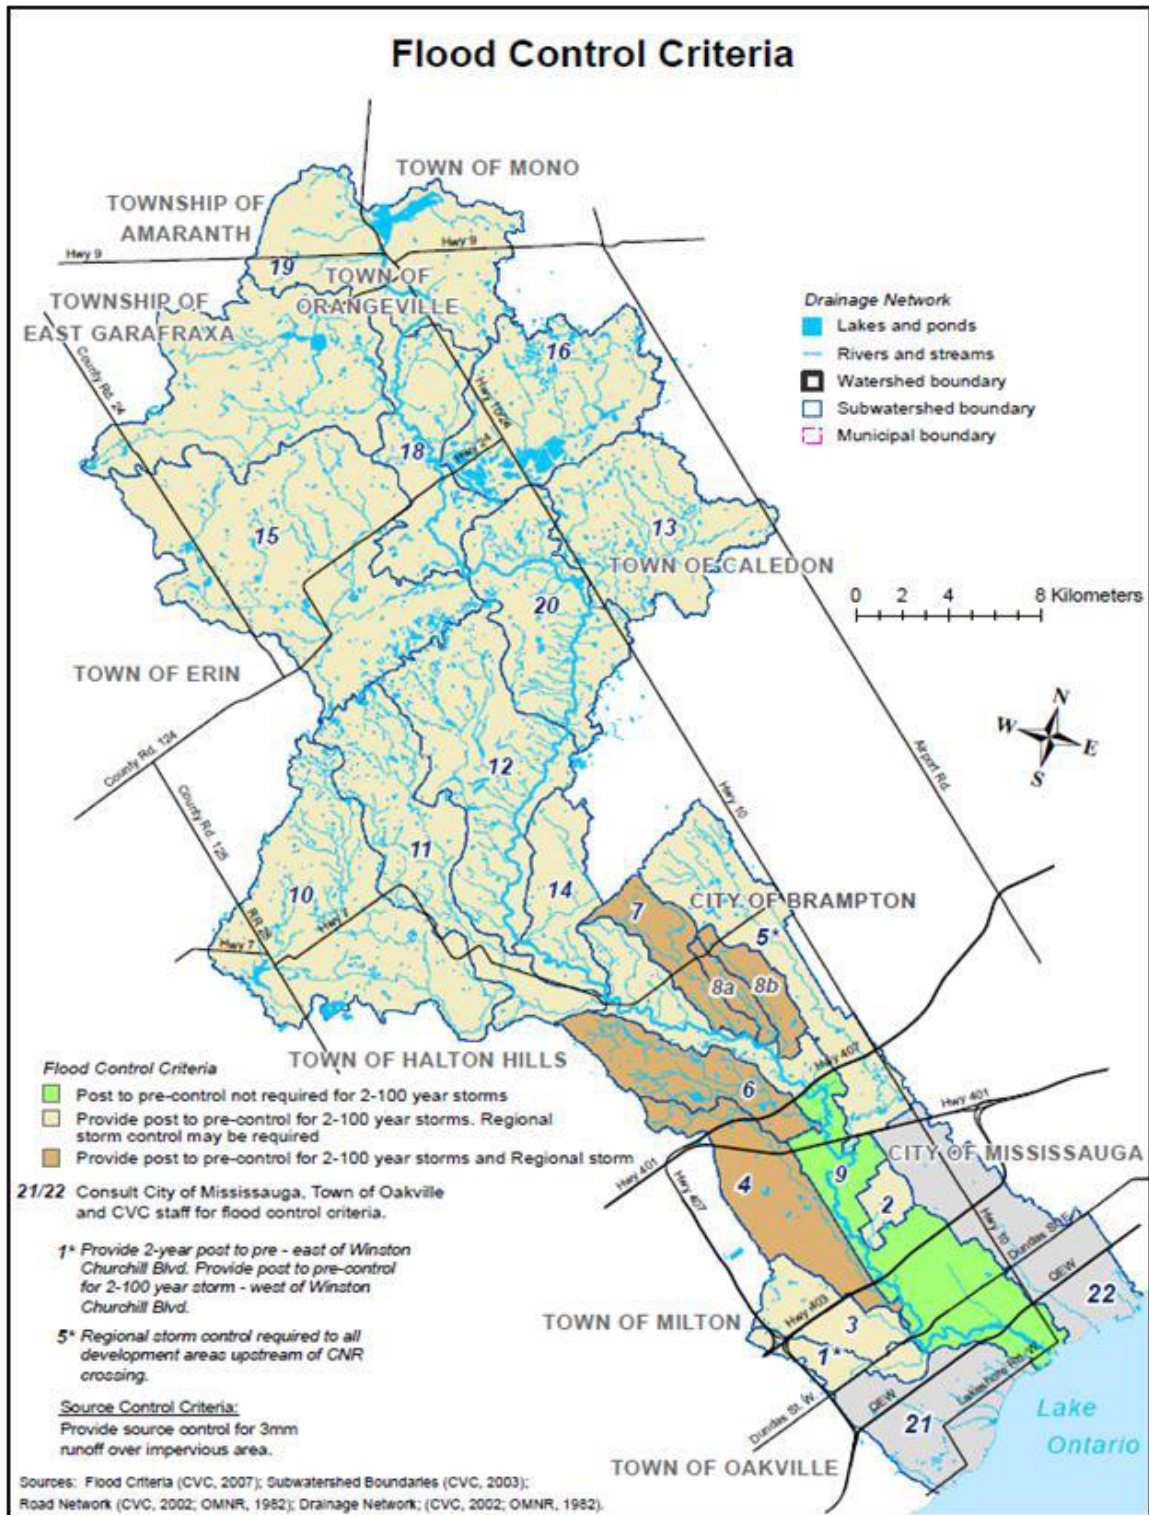 Flood Control Criteria
TOWN OF MONO
TOWNSHIP OF
AMARANTH
Hwy 9
Hwy 9
19
TOWN OF
ORANGEVILLE
TOWNSHIP OF
EAST GARAFRAXA
County Rd. 24
16
Hwy 10/24
18
Hwy 24
15
13
TOWN OF CALEDON
20
TOWN OF ERIN
County Rd. 124
County Rd. 125
Airport Rd.
Hwy 10
12
11
10
14
RR 25
Hwy 7
Hwy 7
Drainage Network
Lakes and ponds
Rivers and streams
Watershed boundary
Subwatershed boundary
Municipal boundary
0 2 4 8 Kilometers
N
W
E
S
CITY OF BRAMPTON
7
5*
8a
8b
TOWN OF HALTON HILLS
Hwy 407
6
Hwy 401
CITY OF MISSISSAUGA
Hwy 401
Hwy 407
4
9
2
Hwy 10
Dundas St. E.
QEW
22
TOWN OF MILTON
Hwy 403
3
1*
Dundas St. W.
QEW
Lakeshore Rd. W.
21
Lake
Ontario
TOWN OF OAKVILLE
Flood Control Criteria
Post to pre-control not required for 2-100 year storms
Provide post to pre-control for 2-100 year storms. Regional
storm control may be required
Provide post to pre-control for 2-100 year storms and Regional storm
21/22 Consult City of Mississauga, Town of Oakville
and CVC staff for flood control criteria.
1* Provide 2-year post to pre - east of Winston
Churchill Blvd. Provide post to pre-control
for 2-100 year storm - west of Winston
Churchill Blvd.
5* Regional storm control required to all
development areas upstream of CNR
crossing.
Source Control Criteria:
Provide source control for 3mm
runoff over impervious area.
Sources: Flood Criteria (CVC, 2007); Subwatershed Boundaries (CVC, 2003);
Road Network (CVC, 2002; OMNR, 1982); Drainage Network; (CVC, 2002; OMNR, 1982).